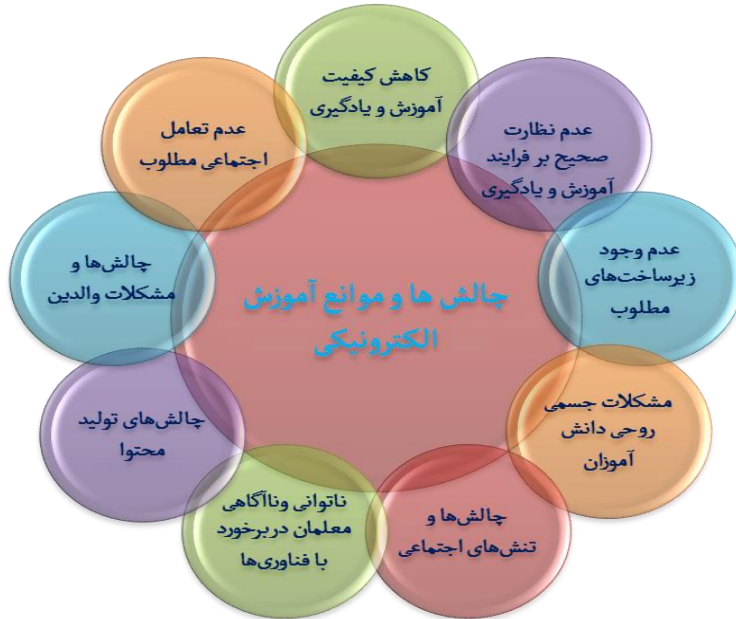 چالش ها و موانع آموزش
الکترونیکی
کاهش کیفیت
آموزش و یادگیری
عدم نظارت
صحیح بر فرایند
آموزش و یادگیری
عدم وجود
زیرساخت‌های
مطلوب
مشکلات جسمی
روحی دانش
آموزان
چالش‌ها و
تنش‌های اجتماعی
ناتوانی وناآگاهی
معلمان دربرخورد
با فناوری‌ها
چالش‌های تولید
محتوا
چالش‌ها و
مشکلات والدین
عدم تعامل
اجتماعی مطلوب